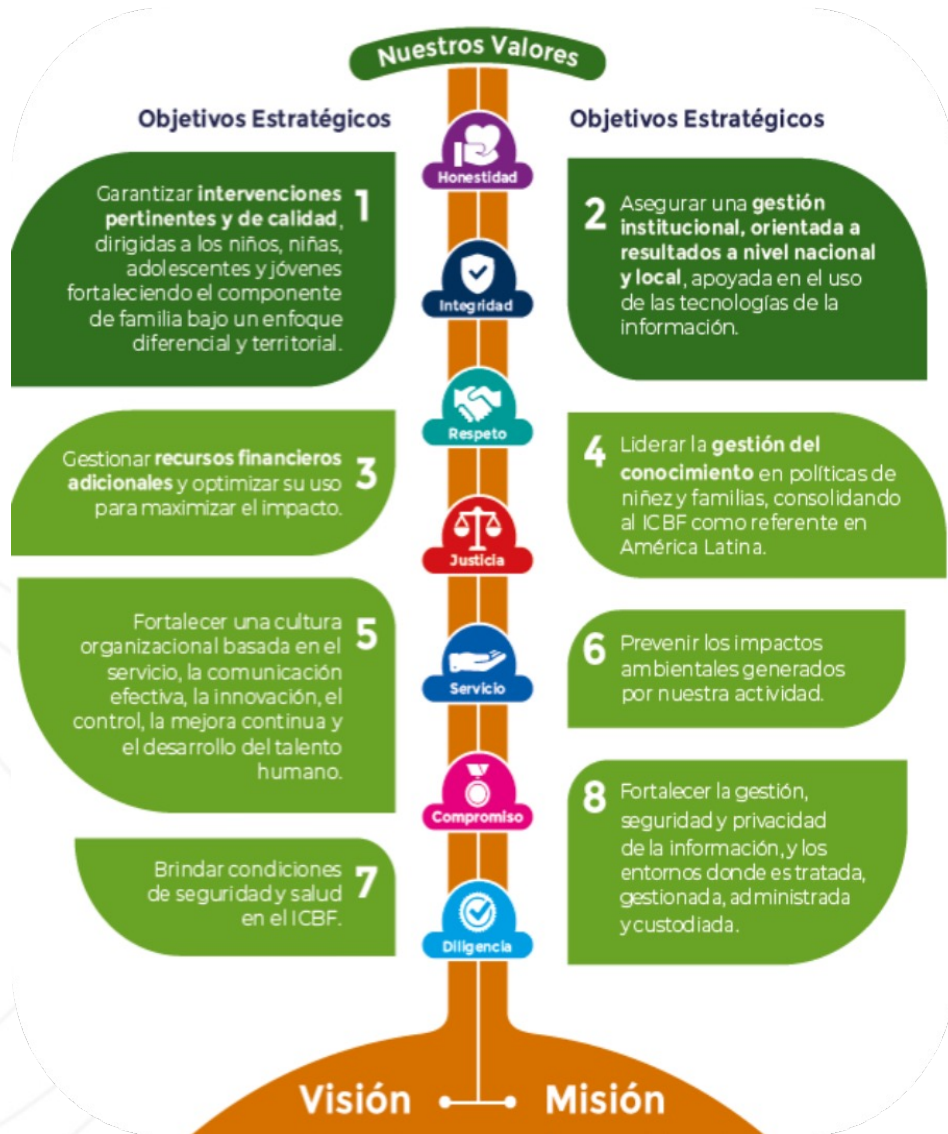 Nuestros Valores
Objetivos Estratégicos
Objetivos Estratégicos
Honestidad
Garantizar intervenciones
pertinentes y de calidad,
dirigidas a los niños, niñas,
adolescentes y jóvenes
fortaleciendo el componente
de familia bajo un enfoque
diferencial y territorial.
1
2
Asegurar una gestión
institucional, orientada a
resultados a nivel nacional
y local, apoyada en el uso
de las tecnologías de la
información.
Integridad
Respeto
Gestionar recursos financieros
adicionales y optimizar su uso
para maximizar el impacto.
3
4
Liderar la gestión del
conocimiento en políticas de
niñez y familias, consolidando
al ICBF como referente en
América Latina.
Justicia
Fortalecer una cultura
organizacional basada en el
servicio, la comunicación
efectiva, la innovación, el
control, la mejora continua y
el desarrollo del talento
humano.
5
6
Prevenir los impactos
ambientales generados
por nuestra actividad.
Servicio
Compromiso
Brindar condiciones
de seguridad y salud
en el ICBF.
7
8
Fortalecer la gestión,
seguridad y privacidad
de la información, y los
entornos donde es tratada,
gestionada, administrada
y custodiada.
Diligencia
Visión
Misión